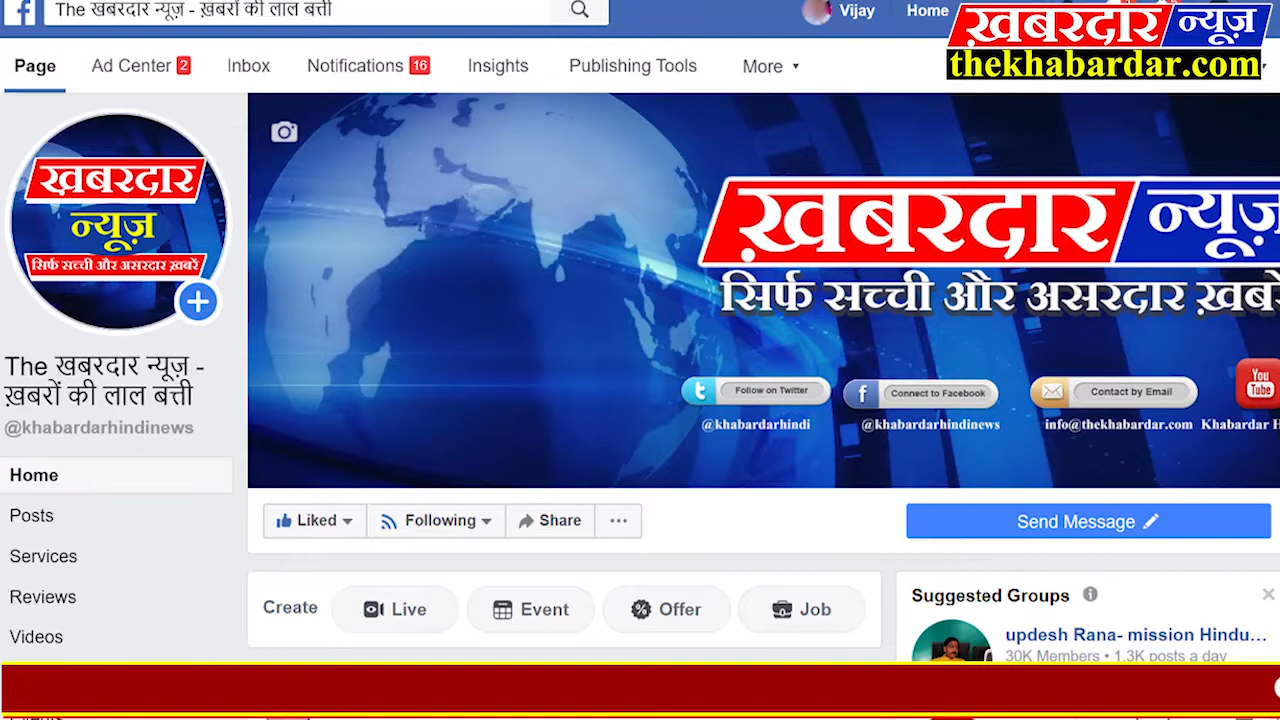 The खबरदार न्यूज़ - ख़बरों की लाल बत्ती
Vijay
Home
ख़बरदार न्यूज़
thekhabardar.com
Page
Ad Center 2
Inbox
Notifications 16
Insights
Publishing Tools
More
ख़बरदार
न्यूज़
सिर्फ सच्ची और असरदार ख़बरें
ख़बरदार न्यूज़
सिर्फ सच्ची और असरदार ख़बरें
The खबरदार न्यूज़ -
ख़बरों की लाल बत्ती
@khabardarhindinews
Follow on Twitter
@khabardarhindi
Connect to Facebook
@khabardarhindinews
Contact by Email
info@thekhabardar.com
You
Tube
Khabardar H
Home
Posts
Services
Reviews
Videos
Liked
Following
Share
Send Message
Create
Live
Event
Offer
Job
Suggested Groups
updesh Rana- mission Hindu...
30K Members • 1.3K posts a day